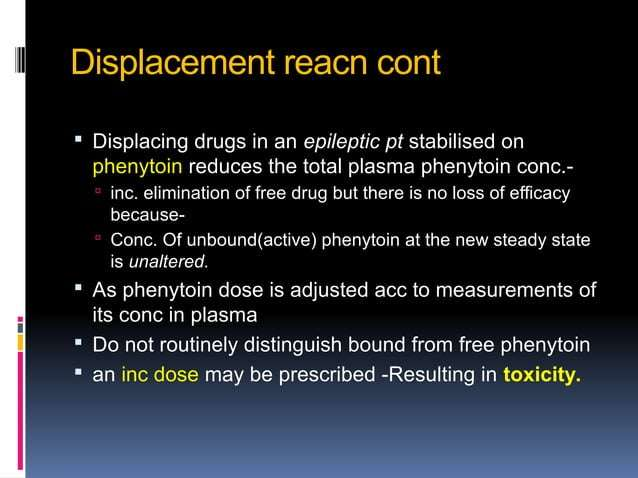 Displacement reacn cont
Displacing drugs in an epileptic pt stabilised on
phenytoin reduces the total plasma phenytoin conc.-
inc. elimination of free drug but there is no loss of efficacy
because-
Conc. Of unbound(active) phenytoin at the new steady state
is unaltered.
As phenytoin dose is adjusted acc to measurements of
its conc in plasma
Do not routinely distinguish bound from free phenytoin
an inc dose may be prescribed -Resulting in toxicity.